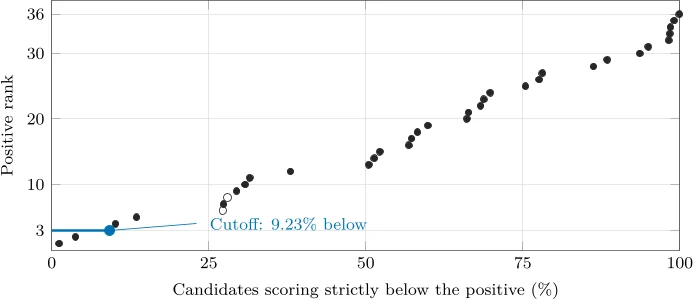 36
30
20
10
3
Positive rank
Cutoff: 9.23% below
0 25 50 75 100
Candidates scoring strictly below the positive (%)